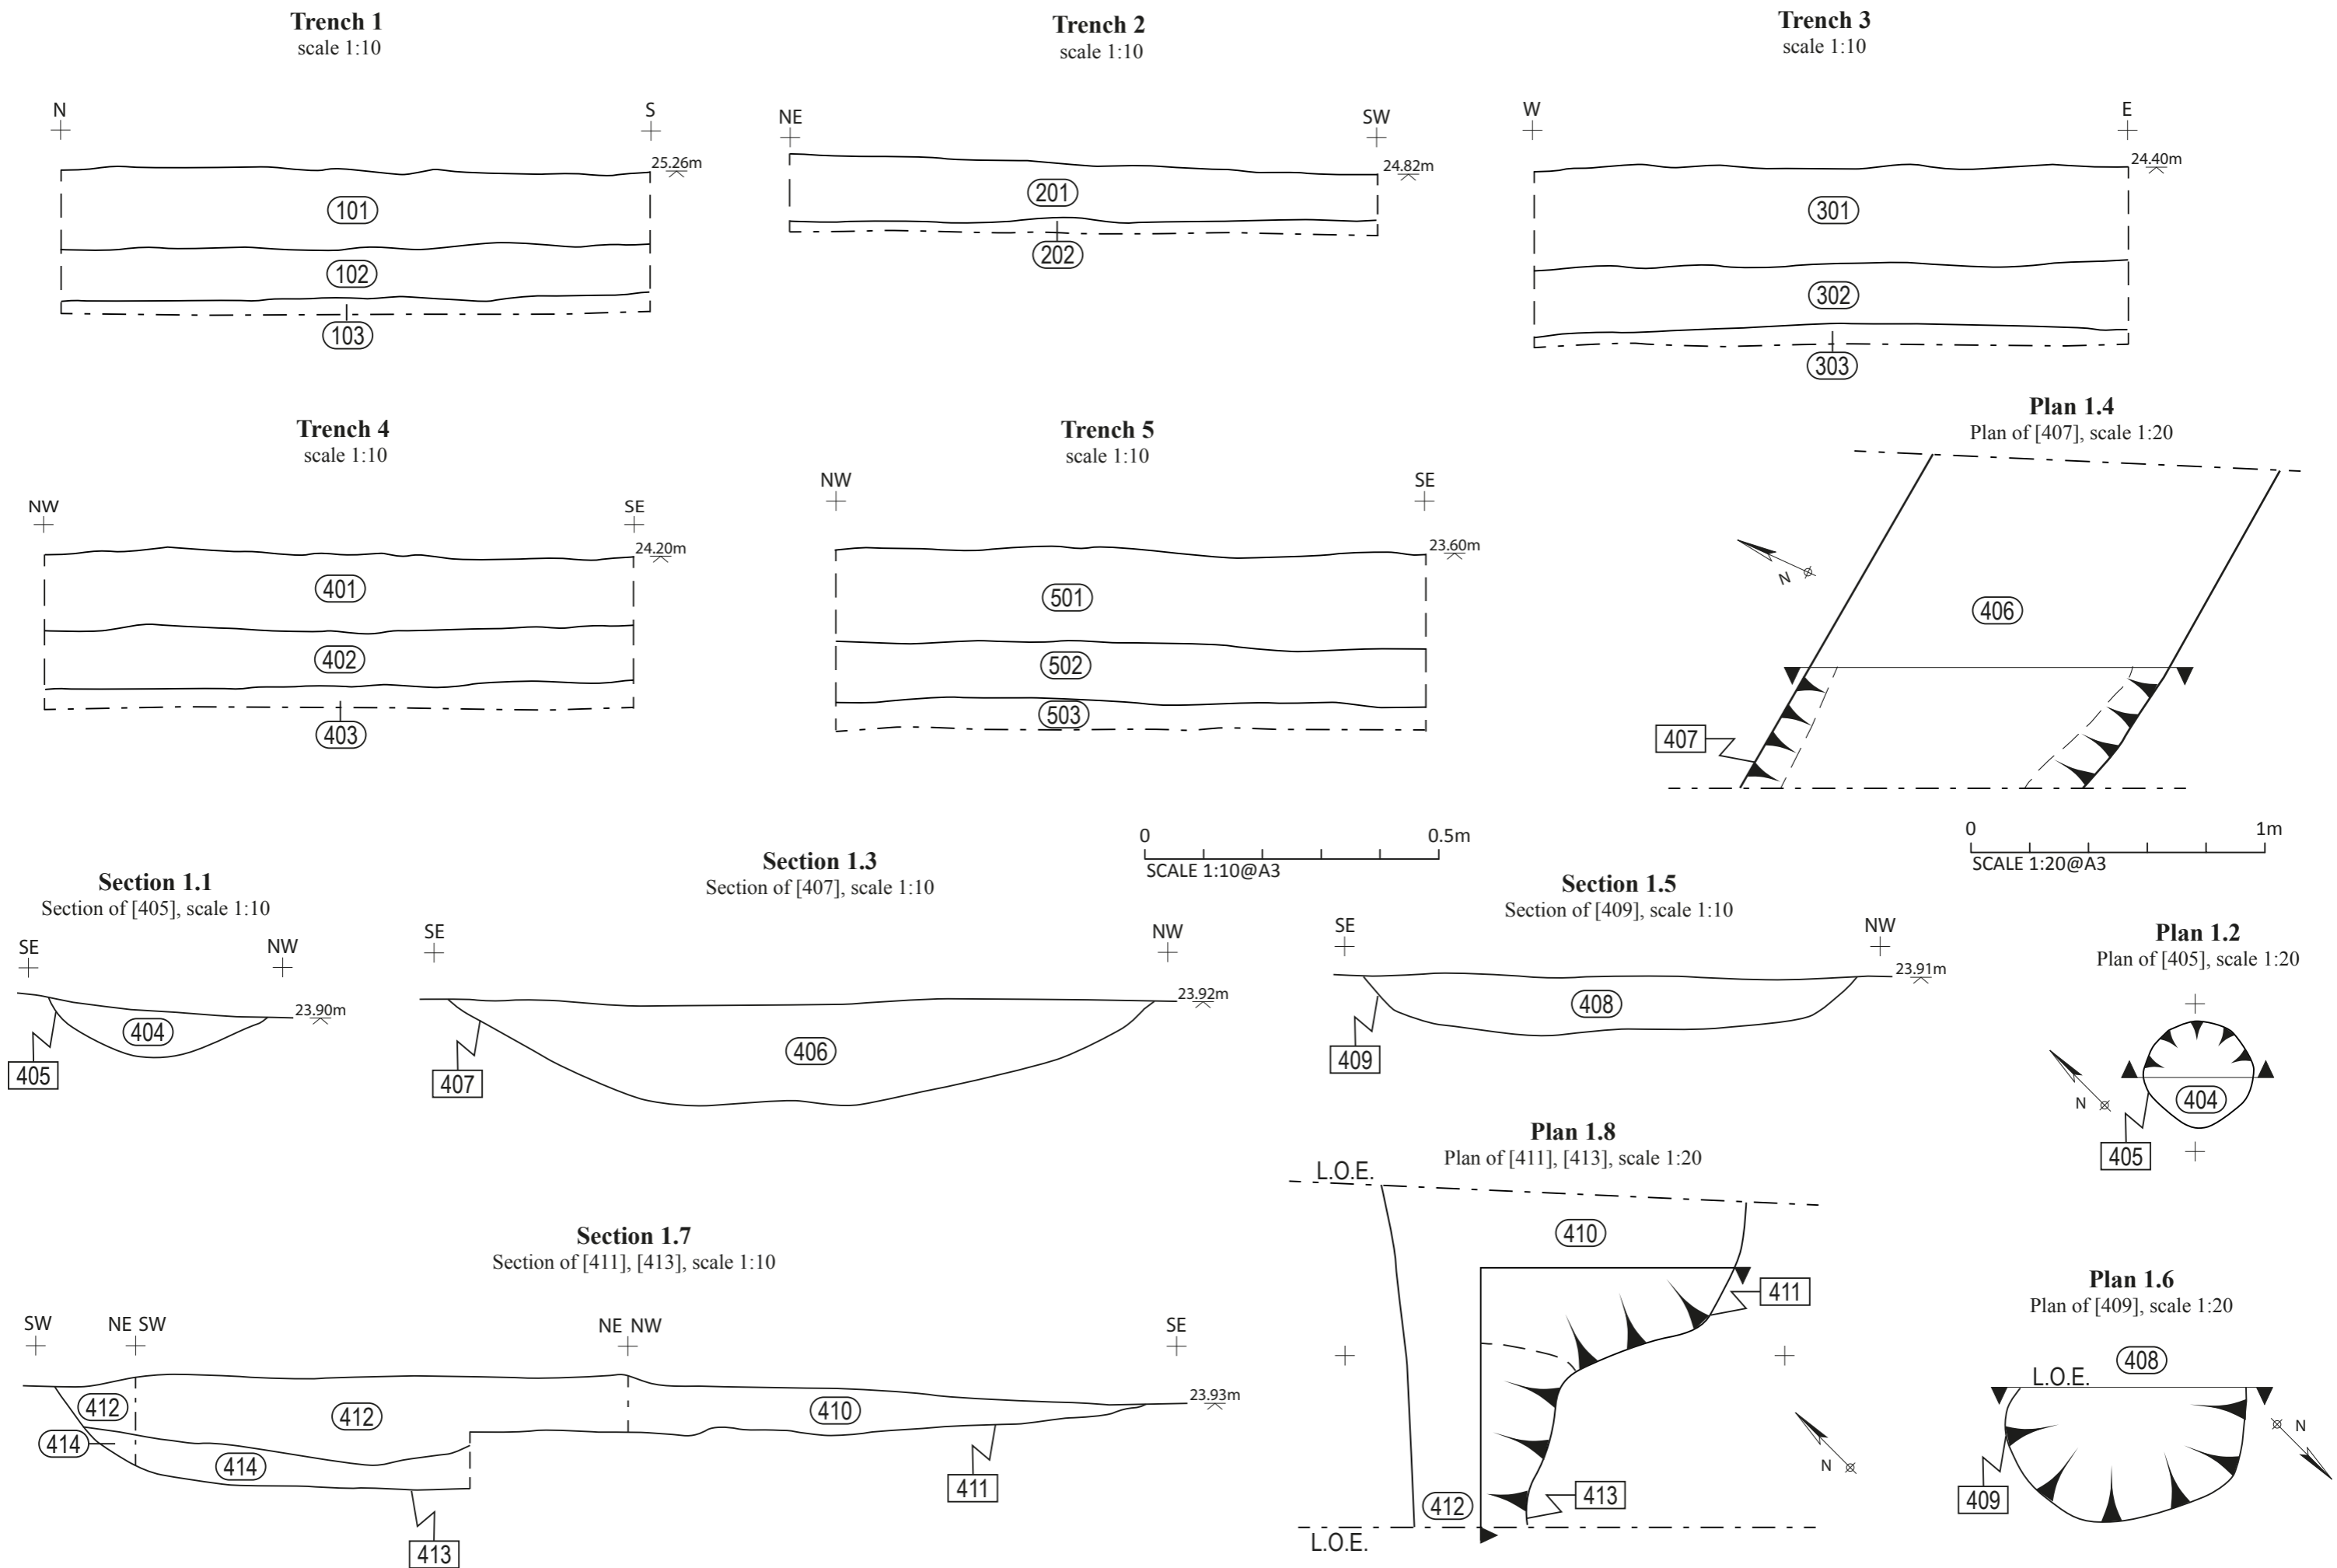 Trench 1
scale 1:10
N
S
25.26m
101
102
103
Trench 2
scale 1:10
NE
SW
24.82m
201
202
Trench 3
scale 1:10
W
E
24.40m
301
302
303
Trench 4
scale 1:10
NW
SE
24.20m
401
402
403
Trench 5
scale 1:10
NW
SE
23.60m
501
502
503
Plan 1.4
Plan of [407], scale 1:20
N
406
407
0 0.5m
SCALE 1:10@A3
0 1m
SCALE 1:20@A3
Section 1.1
Section of [405], scale 1:10
SE
NW
23.90m
404
405
Section 1.3
Section of [407], scale 1:10
SE
NW
23.92m
406
407
Section 1.5
Section of [409], scale 1:10
SE
NW
23.91m
408
409
Plan 1.2
Plan of [405], scale 1:20
N
404
405
Section 1.7
Section of [411], [413], scale 1:10
SW
NE SW
NE NW
SE
23.93m
412
412
410
414
414
411
413
Plan 1.8
Plan of [411], [413], scale 1:20
L.O.E.
410
411
N
412
413
L.O.E.
Plan 1.6
Plan of [409], scale 1:20
408
L.O.E.
N
409